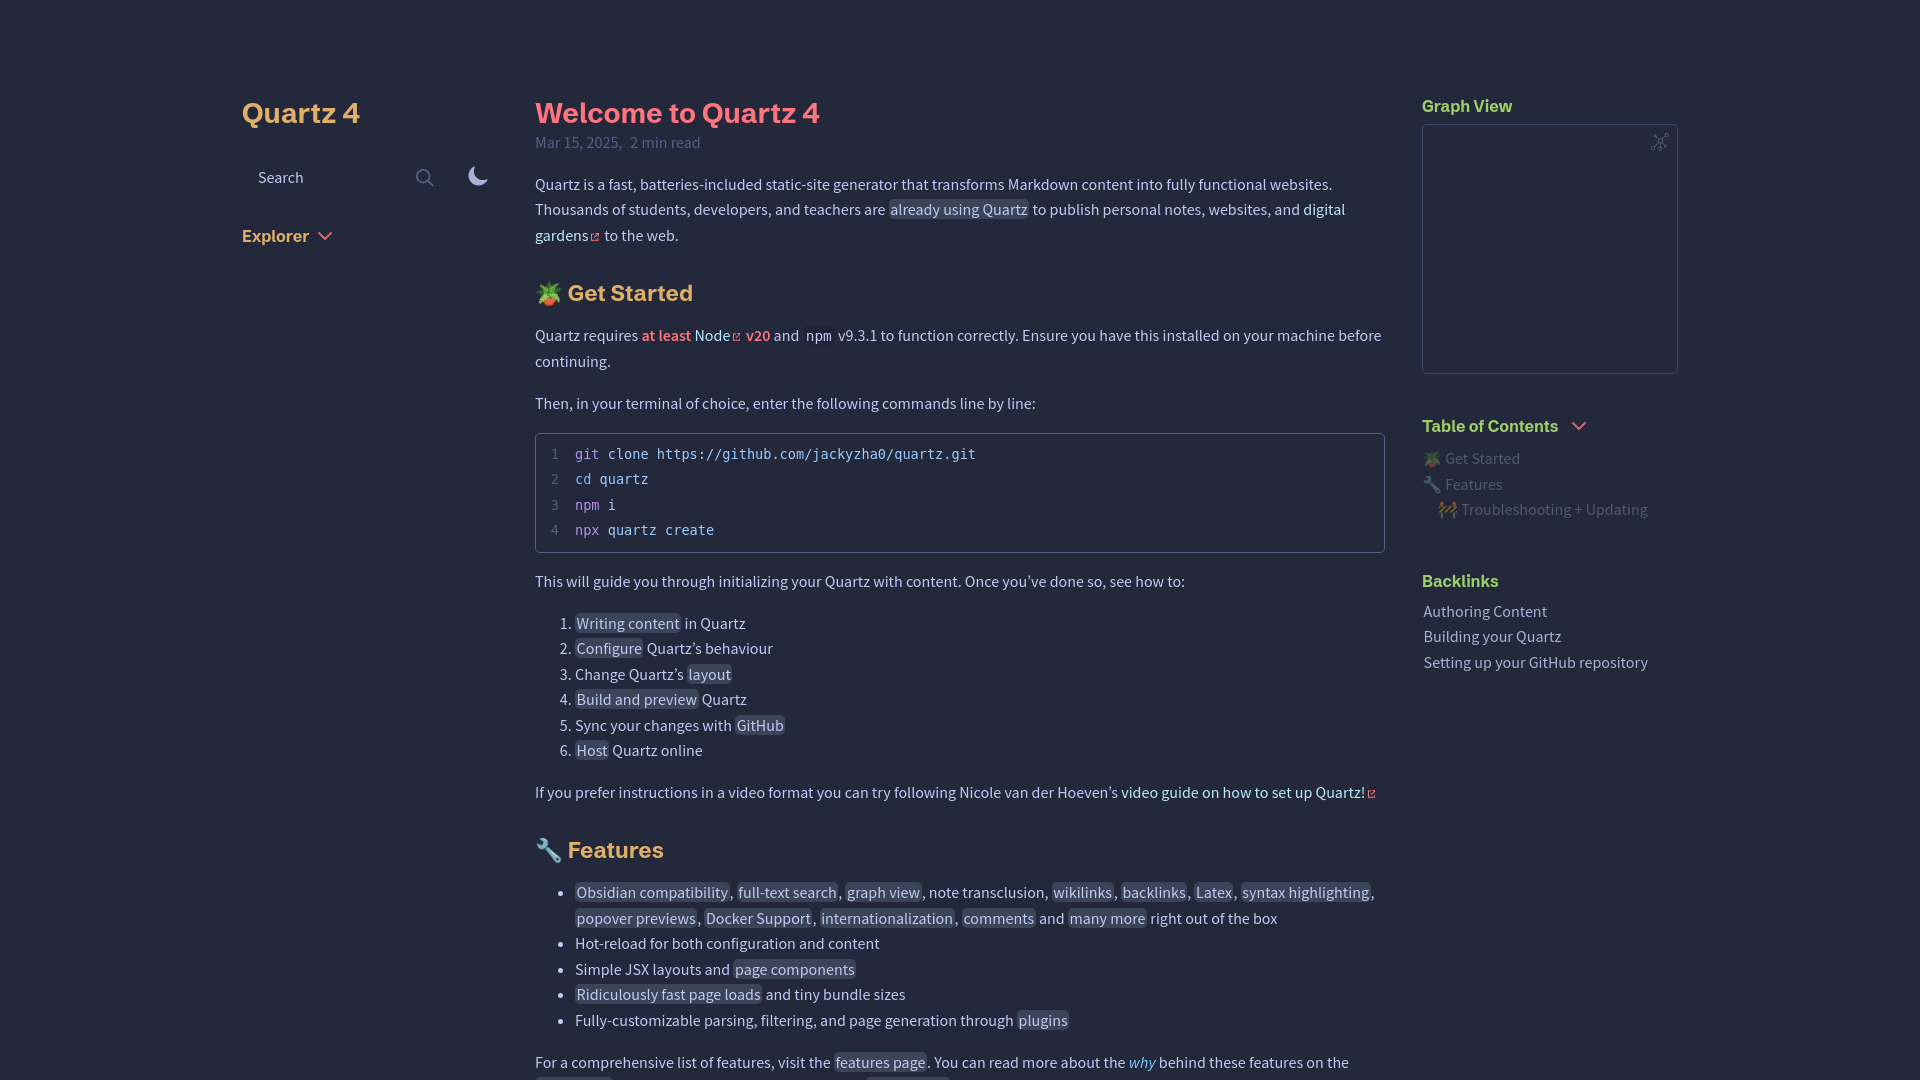 Quartz 4
Search
Explorer
Welcome to Quartz 4
Mar 15, 2025, 2 min read
Quartz is a fast, batteries-included static-site generator that transforms Markdown content into fully functional websites.
Thousands of students, developers, and teachers are already using Quartz to publish personal notes, websites, and digital
gardens to the web.
🪴 Get Started
Quartz requires at least Node v20 and npm v9.3.1 to function correctly. Ensure you have this installed on your machine before
continuing.
Then, in your terminal of choice, enter the following commands line by line:
1 git clone https://github.com/jackyzha0/quartz.git
2 cd quartz
3 npm i
4 npx quartz create
This will guide you through initializing your Quartz with content. Once you’ve done so, see how to:
1. Writing content in Quartz
2. Configure Quartz’s behaviour
3. Change Quartz’s layout
4. Build and preview Quartz
5. Sync your changes with GitHub
6. Host Quartz online
If you prefer instructions in a video format you can try following Nicole van der Hoeven’s video guide on how to set up Quartz!
🔧 Features
• Obsidian compatibility, full-text search, graph view, note transclusion, wikilinks, backlinks, Latex, syntax highlighting,
popover previews, Docker Support, internationalization, comments and many more right out of the box
• Hot-reload for both configuration and content
• Simple JSX layouts and page components
• Ridiculously fast page loads and tiny bundle sizes
• Fully-customizable parsing, filtering, and page generation through plugins
For a comprehensive list of features, visit the features page. You can read more about the why behind these features on the
Graph View
Table of Contents
🪴 Get Started
🔧 Features
🚧 Troubleshooting + Updating
Backlinks
Authoring Content
Building your Quartz
Setting up your GitHub repository